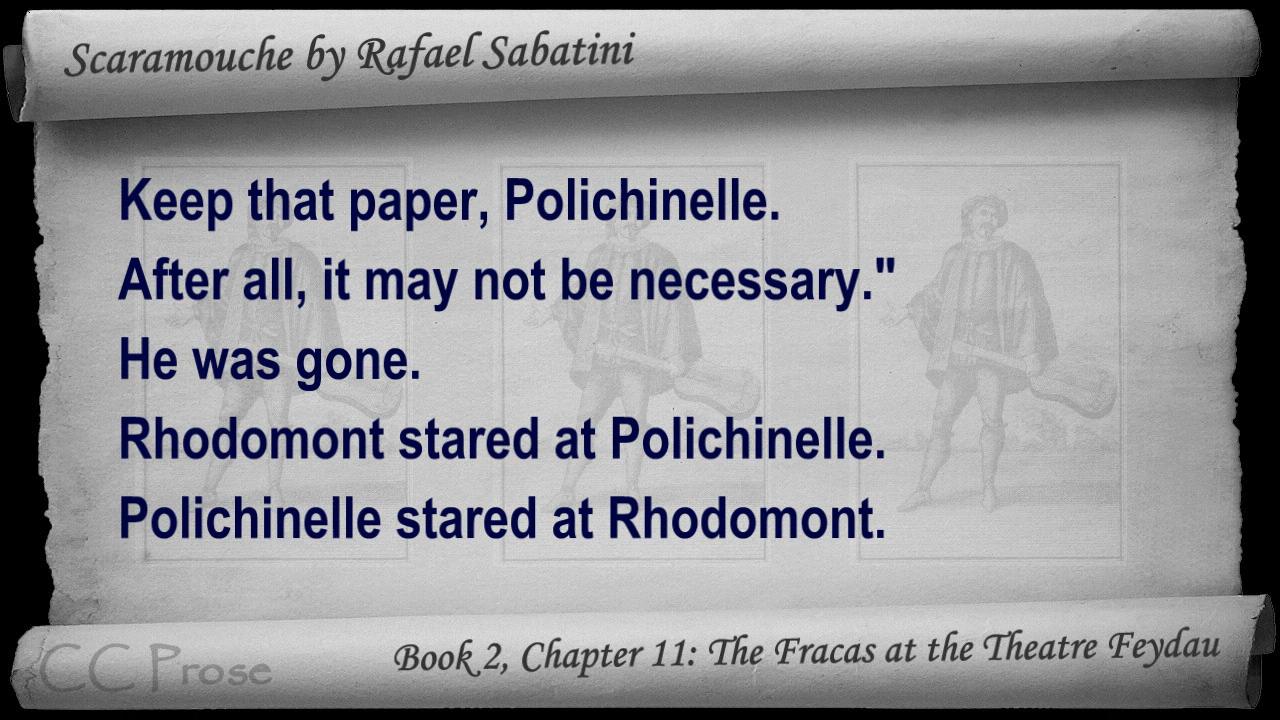 Scaramouche by Rafael Sabatini
Keep that paper, Polichinelle.
After all, it may not be necessary."
He was gone.
Rhodomont stared at Polichinelle.
Polichinelle stared at Rhodomont.
CC Prose
Book 2, Chapter 11: The Fracas at the Theatre Feydau